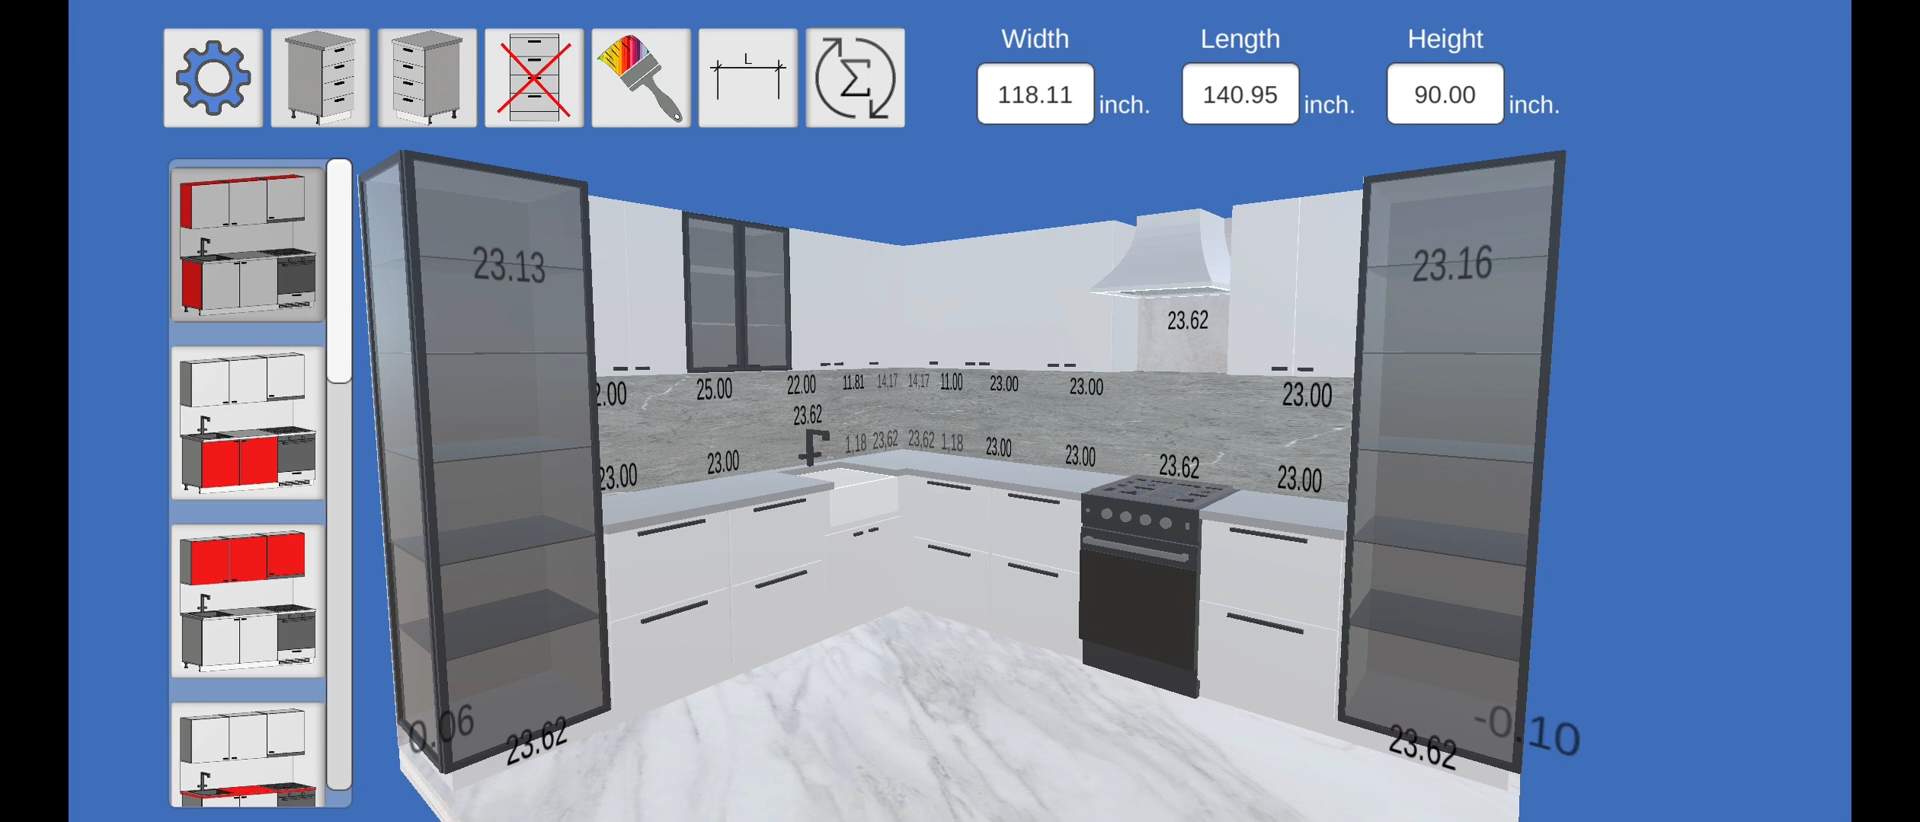 L
Width Length Height
118.11 inch. 140.95 inch. 90.00 inch.
23.13 23.16
23.62
2.00 25.00 22.00 11.81 14.17 14.17 11.00 23.00 23.00 23.00
23.62
1.18 23.62 23.62 1.18 23.00
23.00 23.00 23.00 23.62 23.00
0.06 23.62 23.62 -0.10